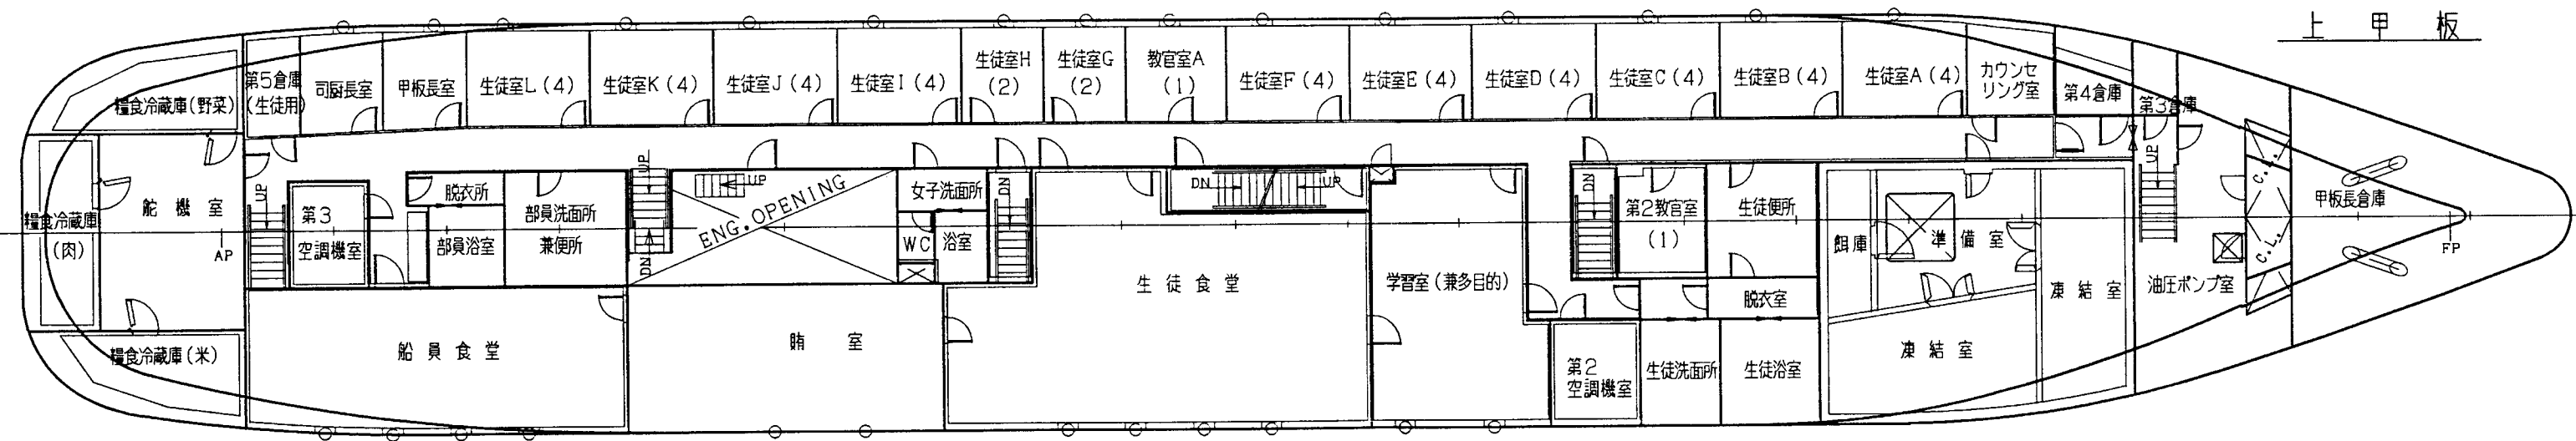 上甲板
第5倉庫
(生徒用)
司厨長室
甲板長室
生徒室L(4)
生徒室K(4)
生徒室J(4)
生徒室I(4)
生徒室H
(2)
生徒室G
(2)
教官室A
(1)
生徒室F(4)
生徒室E(4)
生徒室D(4)
生徒室C(4)
生徒室B(4)
生徒室A(4)
カウンセ
リング室
第4倉庫
第3倉庫
糧食冷蔵庫(野菜)
舵機室
糧食冷蔵庫
(肉)
AP
UP
第3
空調機室
脱衣所
部員浴室
部員洗面所
兼便所
UP
DN
UP
ENG. OPENING
女子洗面所
WC
浴室
DN
DN
UP
生徒食堂
学習室(兼多目的)
DN
第2教官室
(1)
生徒便所
脱衣室
餌庫
準備室
凍結室
UP
油圧ポンプ室
C.L.
C.L.
甲板長倉庫
FP
糧食冷蔵庫(米)
船員食堂
賄室
第2
空調機室
生徒洗面所
生徒浴室
凍結室